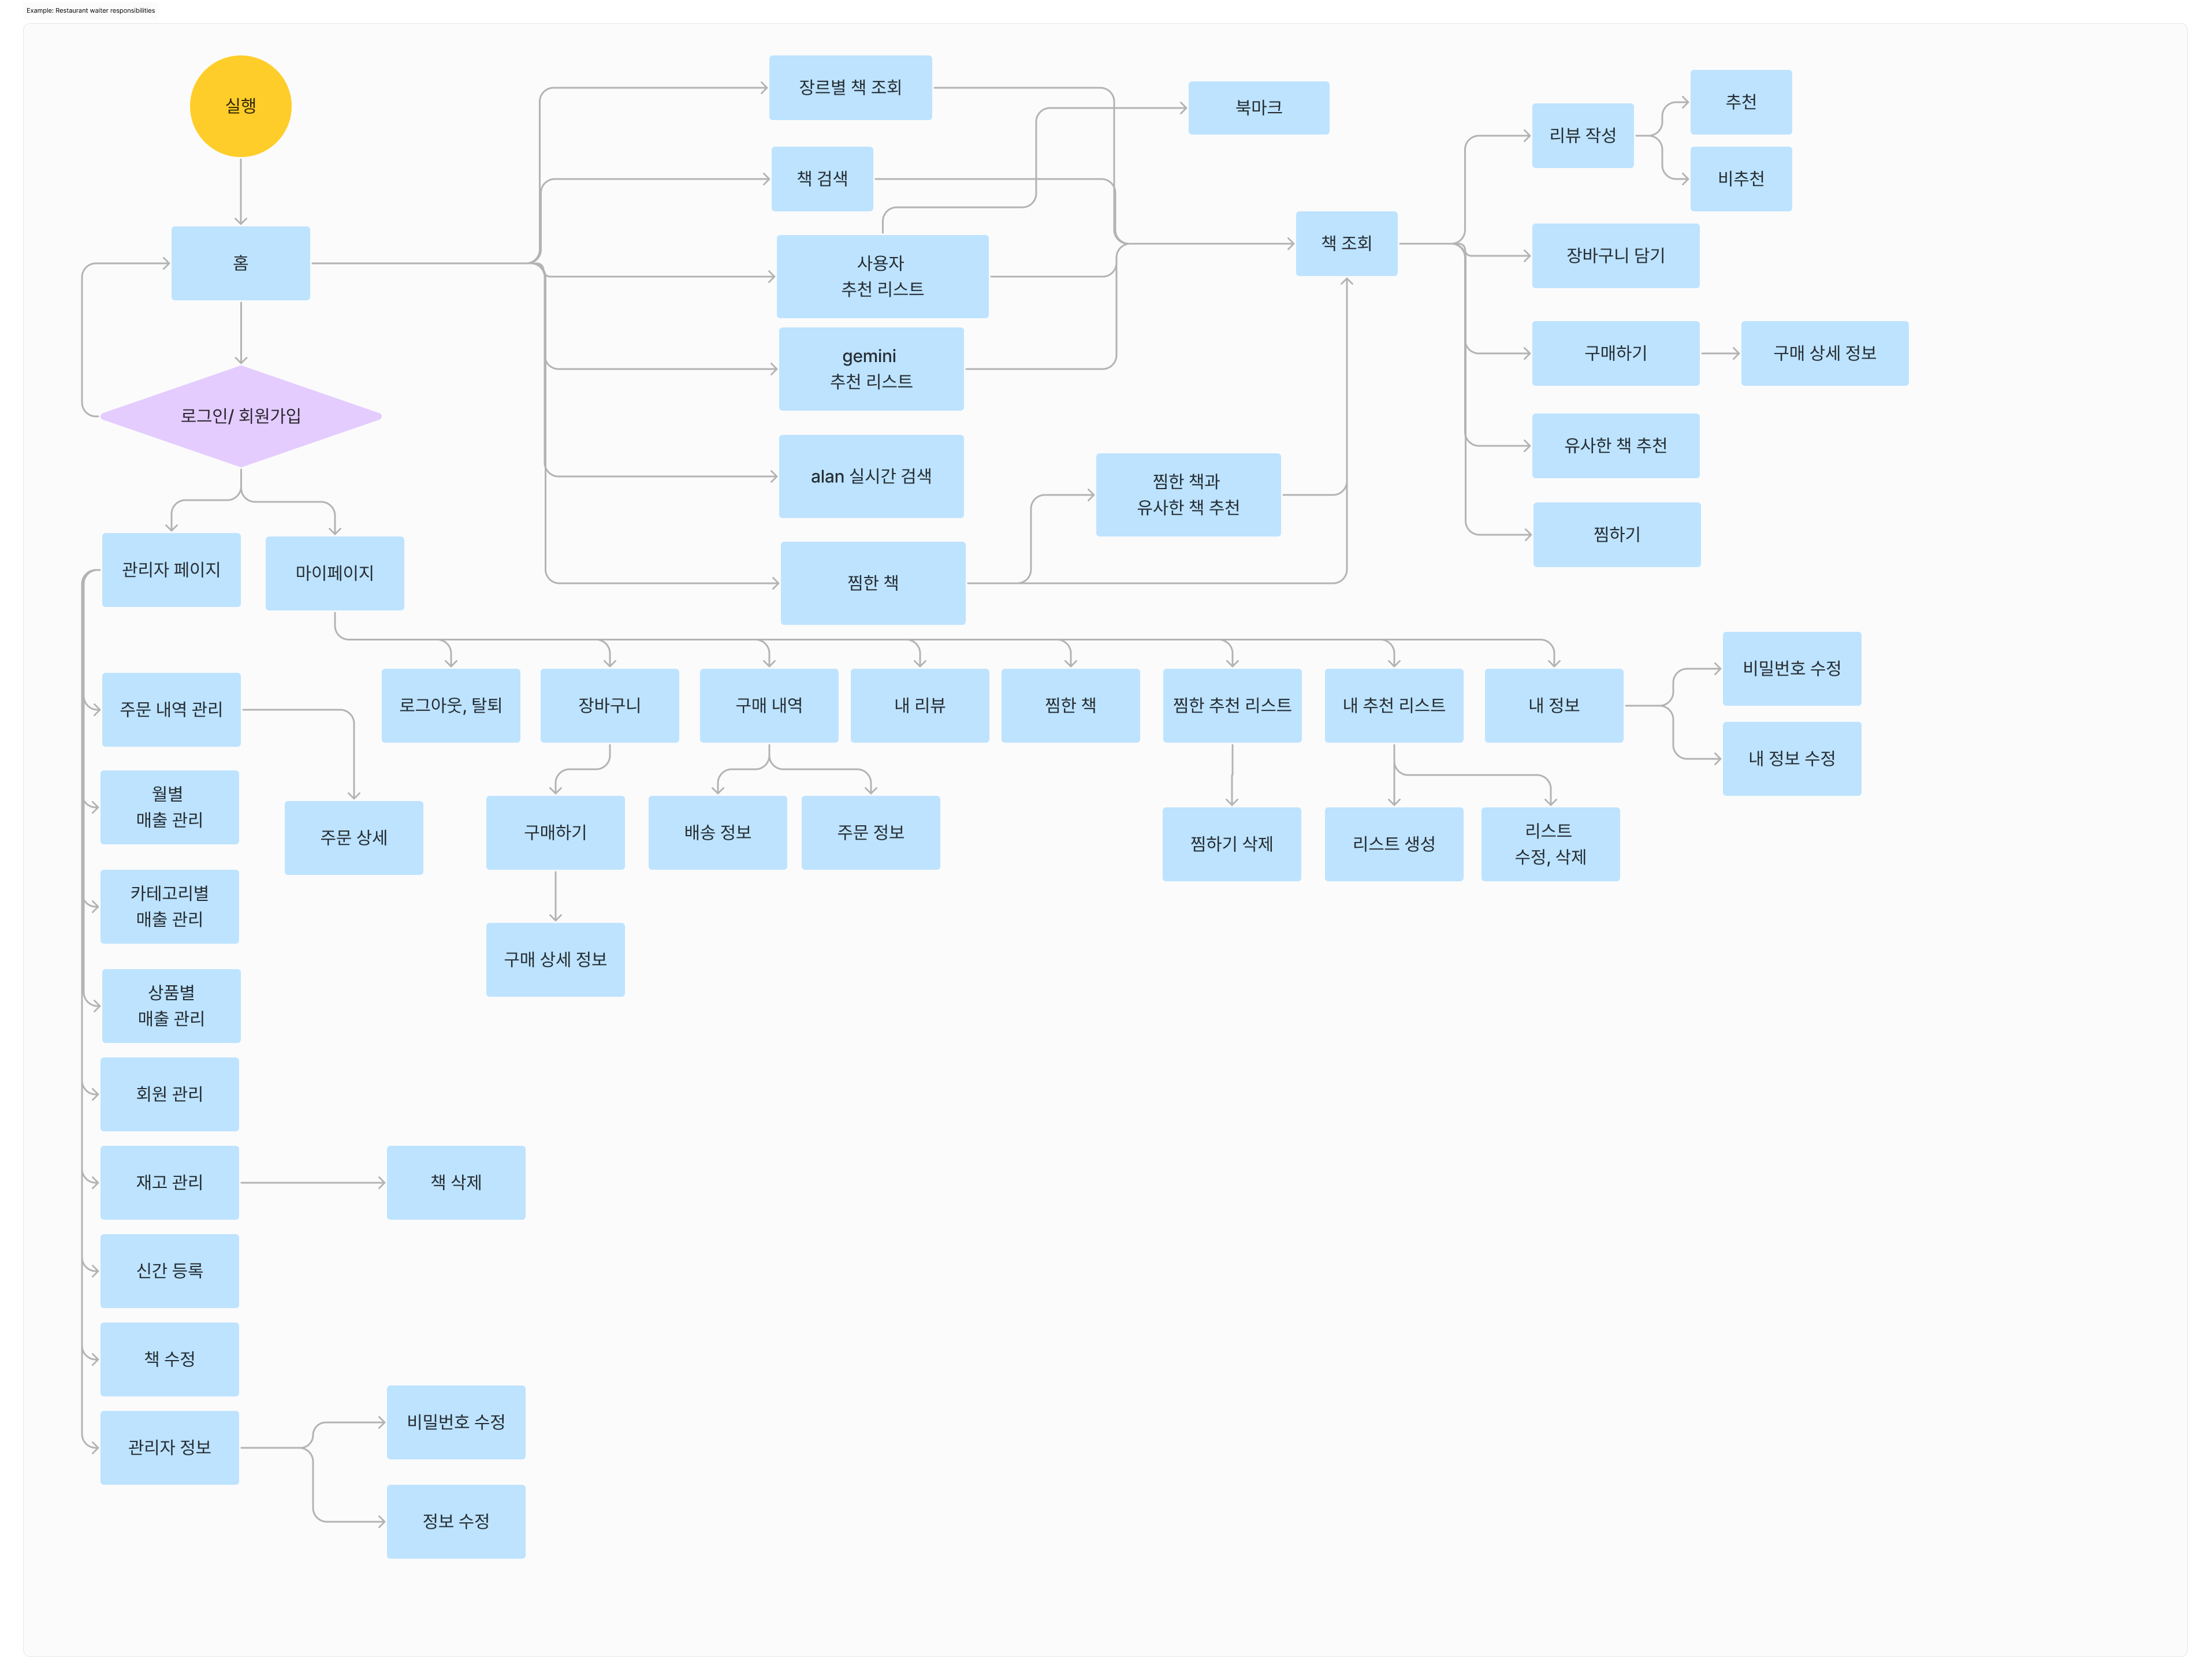 Example: Restaurant waiter responsibilities
실행
홈
로그인/ 회원가입
장르별 책 조회
책 검색
사용자
추천 리스트
gemini
추천 리스트
alan 실시간 검색
찜한 책
북마크
찜한 책과
유사한 책 추천
책 조회
리뷰 작성
추천
비추천
장바구니 담기
구매하기
구매 상세 정보
유사한 책 추천
찜하기
관리자 페이지
마이페이지
로그아웃, 탈퇴
장바구니
구매 내역
내 리뷰
찜한 책
찜한 추천 리스트
내 추천 리스트
내 정보
비밀번호 수정
내 정보 수정
구매하기
배송 정보
주문 정보
찜하기 삭제
리스트 생성
리스트
수정, 삭제
구매 상세 정보
주문 내역 관리
주문 상세
월별
매출 관리
카테고리별
매출 관리
상품별
매출 관리
회원 관리
재고 관리
책 삭제
신간 등록
책 수정
관리자 정보
비밀번호 수정
정보 수정